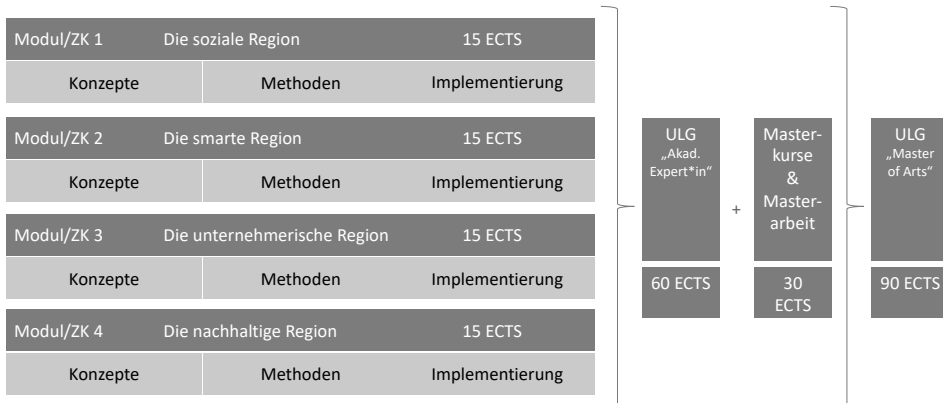 Modul/ZK 1 Die soziale Region 15 ECTS
Konzepte Methoden Implementierung
Modul/ZK 2 Die smarte Region 15 ECTS
Konzepte Methoden Implementierung
Modul/ZK 3 Die unternehmerische Region 15 ECTS
Konzepte Methoden Implementierung
Modul/ZK 4 Die nachhaltige Region 15 ECTS
Konzepte Methoden Implementierung
ULG
„Akad.
Expert*in“
60 ECTS
+
Master-
kurse
&
Master-
arbeit
30
ECTS
ULG
„Master
of Arts“
90 ECTS